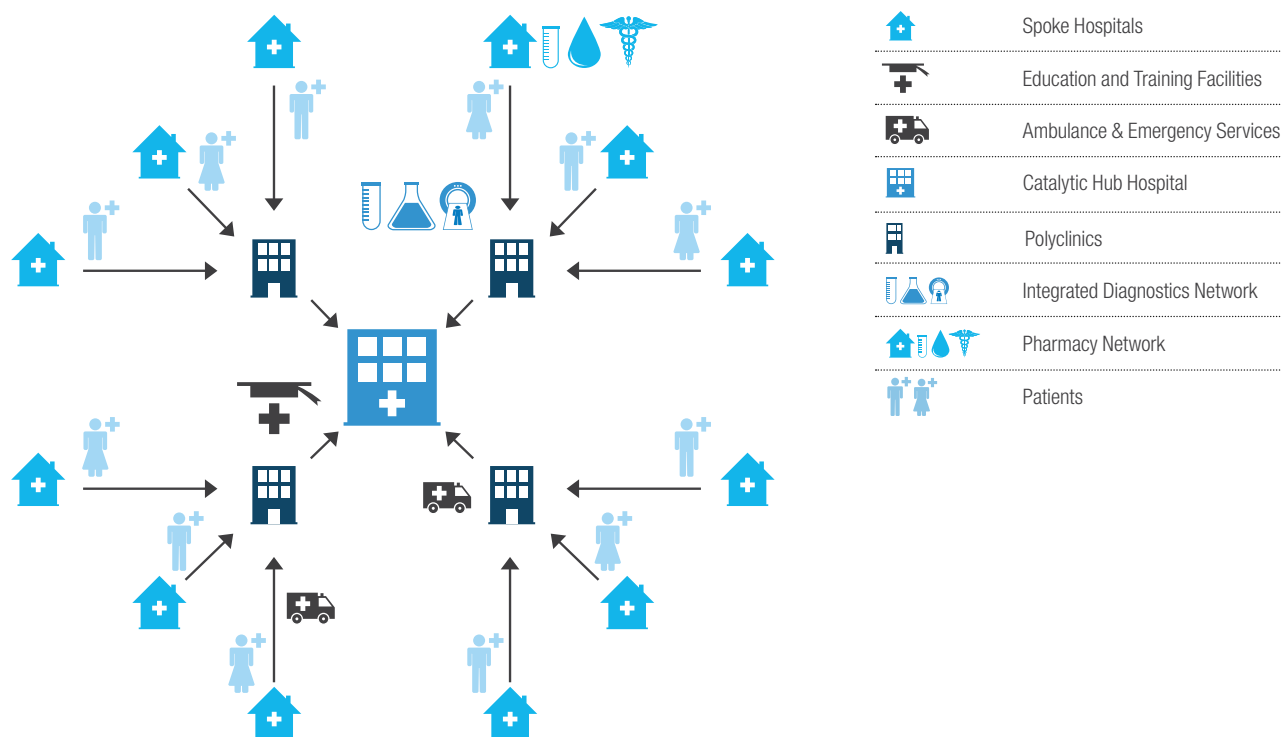 Spoke Hospitals
Education and Training Facilities
Ambulance & Emergency Services
Catalytic Hub Hospital
Polyclinics
Integrated Diagnostics Network
Pharmacy Network
Patients